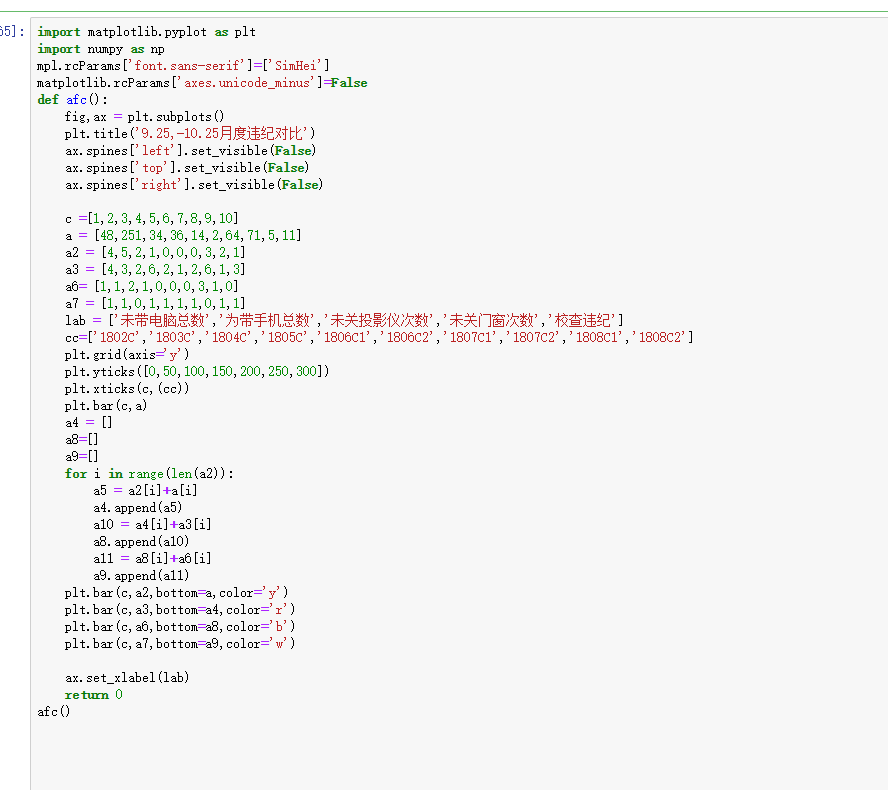 65]:
import matplotlib.pyplot as plt
import numpy as np
mpl.rcParams['font.sans-serif']=['SimHei']
matplotlib.rcParams['axes.unicode_minus']=False
def afc():
    fig,ax = plt.subplots()
    plt.title('9.25,-10.25月度违纪对比')
    ax.spines['left'].set_visible(False)
    ax.spines['top'].set_visible(False)
    ax.spines['right'].set_visible(False)
    c =[1,2,3,4,5,6,7,8,9,10]
    a = [48,251,34,36,14,2,64,71,5,11]
    a2 = [4,5,2,1,0,0,0,3,2,1]
    a3 = [4,3,2,6,2,1,2,6,1,3]
    a6= [1,1,2,1,0,0,0,3,1,0]
    a7 = [1,1,0,1,1,1,1,0,1,1]
    lab = ['未带电脑总数','为带手机总数','未关投影仪次数','未关门窗次数','校查违纪']
    cc=['1802C','1803C','1804C','1805C','1806C1','1806C2','1807C1','1807C2','1808C1','1808C2']
    plt.grid(axis='y')
    plt.yticks([0,50,100,150,200,250,300])
    plt.xticks(c,(cc))
    plt.bar(c,a)
    a4 = []
    a8=[]
    a9=[]
    for i in range(len(a2)):
        a5 = a2[i]+a[i]
        a4.append(a5)
        a10 = a4[i]+a3[i]
        a8.append(a10)
        a11 = a8[i]+a6[i]
        a9.append(a11)
    plt.bar(c,a2,bottom=a,color='y')
    plt.bar(c,a3,bottom=a4,color='r')
    plt.bar(c,a6,bottom=a8,color='b')
    plt.bar(c,a7,bottom=a9,color='w')
    ax.set_xlabel(lab)
    return 0
afc()